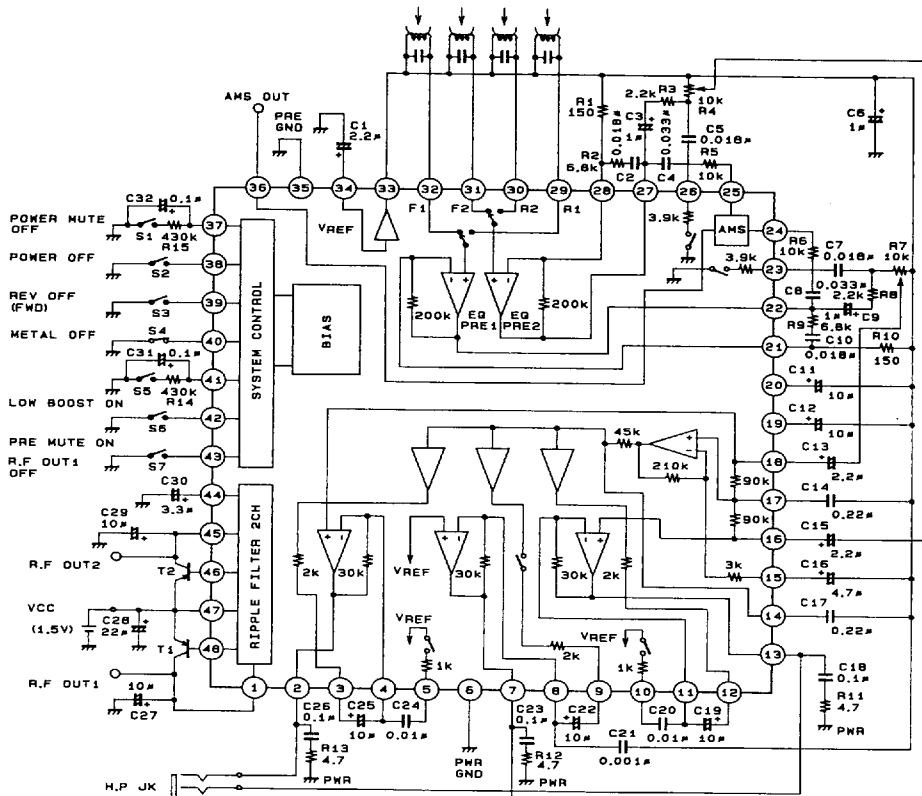 AMS OUT
PRE
GND
C1
2.2μ
R1
150
R2
6.8k
0.018μ
C2
C3
1μ
2.2k
R3
0.033μ
C4
10k
R4
C5
0.018μ
R5
10k
C6
1μ
36
35
34
33
32
31
30
29
28
27
26
25
F1
F2
R2
R1
VREF
3.9k
AMS
3.9k
C32
0.1μ
POWER MUTE
OFF
S1
430k
R15
37
POWER OFF
S2
38
REV OFF
(FWD)
S3
39
METAL OFF
S4
40
C31
0.1μ
S5
430k
R14
41
LOW BOOST ON
S6
42
PRE MUTE ON
R.F OUT1
OFF
S7
43
SYSTEM CONTROL
BIAS
200k
EQ
PRE1
EQ
PRE2
200k
24
R6
10k
C7
0.018μ
R7
10k
23
C8
0.033μ
2.2k
R8
22
1μ
C9
R9
6.8k
C10
0.018μ
R10
150
21
20
C11
10μ
19
C12
10μ
18
C13
2.2μ
17
C14
0.22μ
16
C15
2.2μ
15
C16
4.7μ
14
C17
0.22μ
13
C18
0.1μ
R11
4.7
PWR
45k
210k
90k
90k
3k
C30
3.3μ
44
C29
10μ
45
R.F OUT2
T2
46
VCC
(1.5V)
C28
22μ
47
T1
48
R.F OUT1
10μ
C27
RIPPLE FILTER 2CH
2k
30k
VREF
30k
30k
2k
VREF
1k
2k
VREF
1k
1
2
3
4
5
6
7
8
9
10
11
12
C26
0.1μ
C25
10μ
C24
0.01μ
R13
4.7
PWR
PWR
GND
C23
0.1μ
R12
4.7
PWR
C22
10μ
C21
0.001μ
C20
0.01μ
C19
10μ
H.P JK